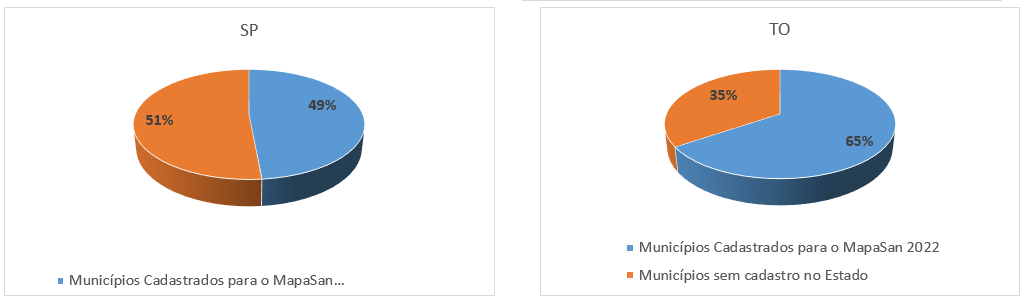 SP
49%
51%
Municípios Cadastrados para o MapaSan...
TO
35%
65%
Municípios Cadastrados para o MapaSan 2022
Municípios sem cadastro no Estado